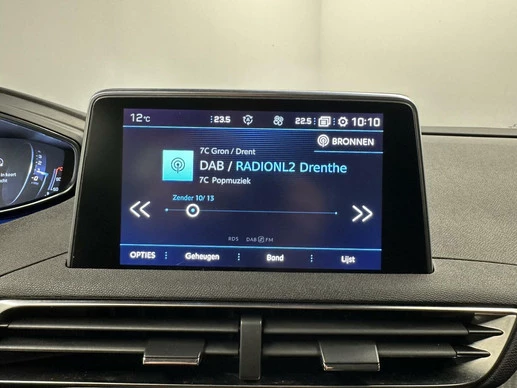 12°C :23.5 22.5: 10:10
BRONNEN
7C Gron / Drent
DAB / RADIONL2 Drenthe
7C Popmuziek
Zender 10/ 13
RDS DAB FM
OPTIES Geheugen Band Lijst